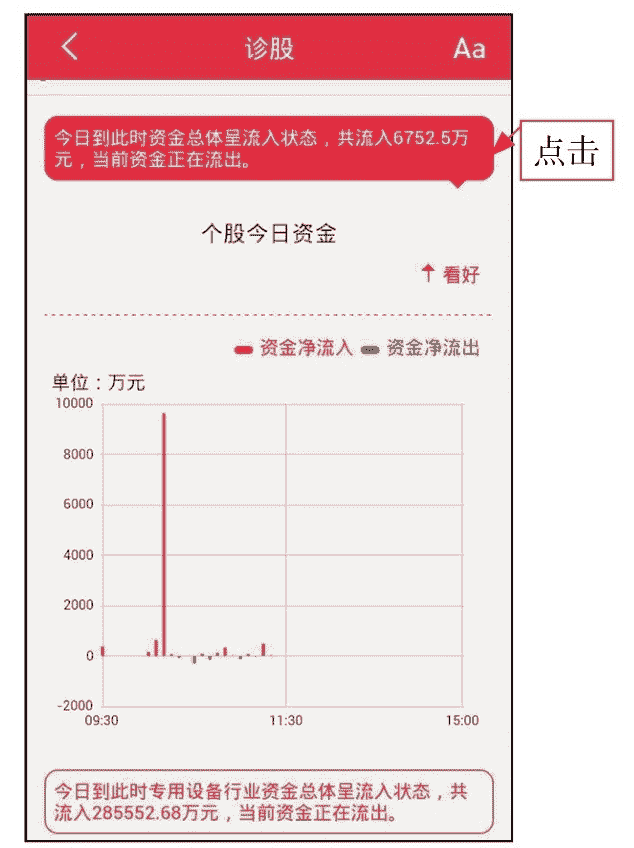 诊股
Aa
今日到此时资金总体呈流入状态，共流入6752.5万
元，当前资金正在流出。
点击
个股今日资金
看好
资金净流入 资金净流出
单位：万元
10000
8000
6000
4000
2000
0
-2000
09:30 11:30 15:00
今日到此时专用设备行业资金总体呈流入状态，共
流入285552.68万元，当前资金正在流出。